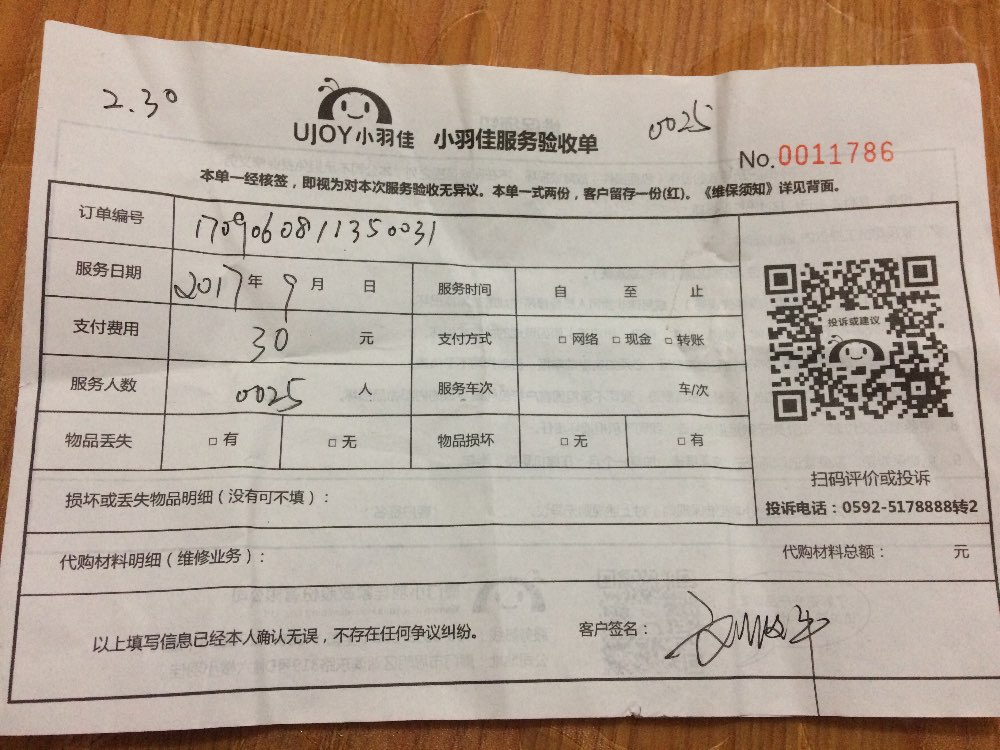 2.30
UJOY小羽佳 小羽佳服务验收单
0025
No.0011786
本单一经核签，即视为对本次服务验收无异议。本单一式两份，客户留存一份(红)。《维保须知》详见背面。
订单编号 1709060811350031
服务日期 2017年9月 日 服务时间 自 至 止
支付费用 30 元 支付方式 □ 网络 □ 现金 □ 转账
服务人数 0025 人 服务车次 车/次
物品丢失 □ 有 □ 无 物品损坏 □ 无 □ 有
投诉或建议
扫码评价或投诉
投诉电话：0592-5178888转2
损坏或丢失物品明细（没有可不填）：
代购材料明细（维修业务）： 代购材料总额： 元
以上填写信息已经本人确认无误，不存在任何争议纠纷。 客户签名：